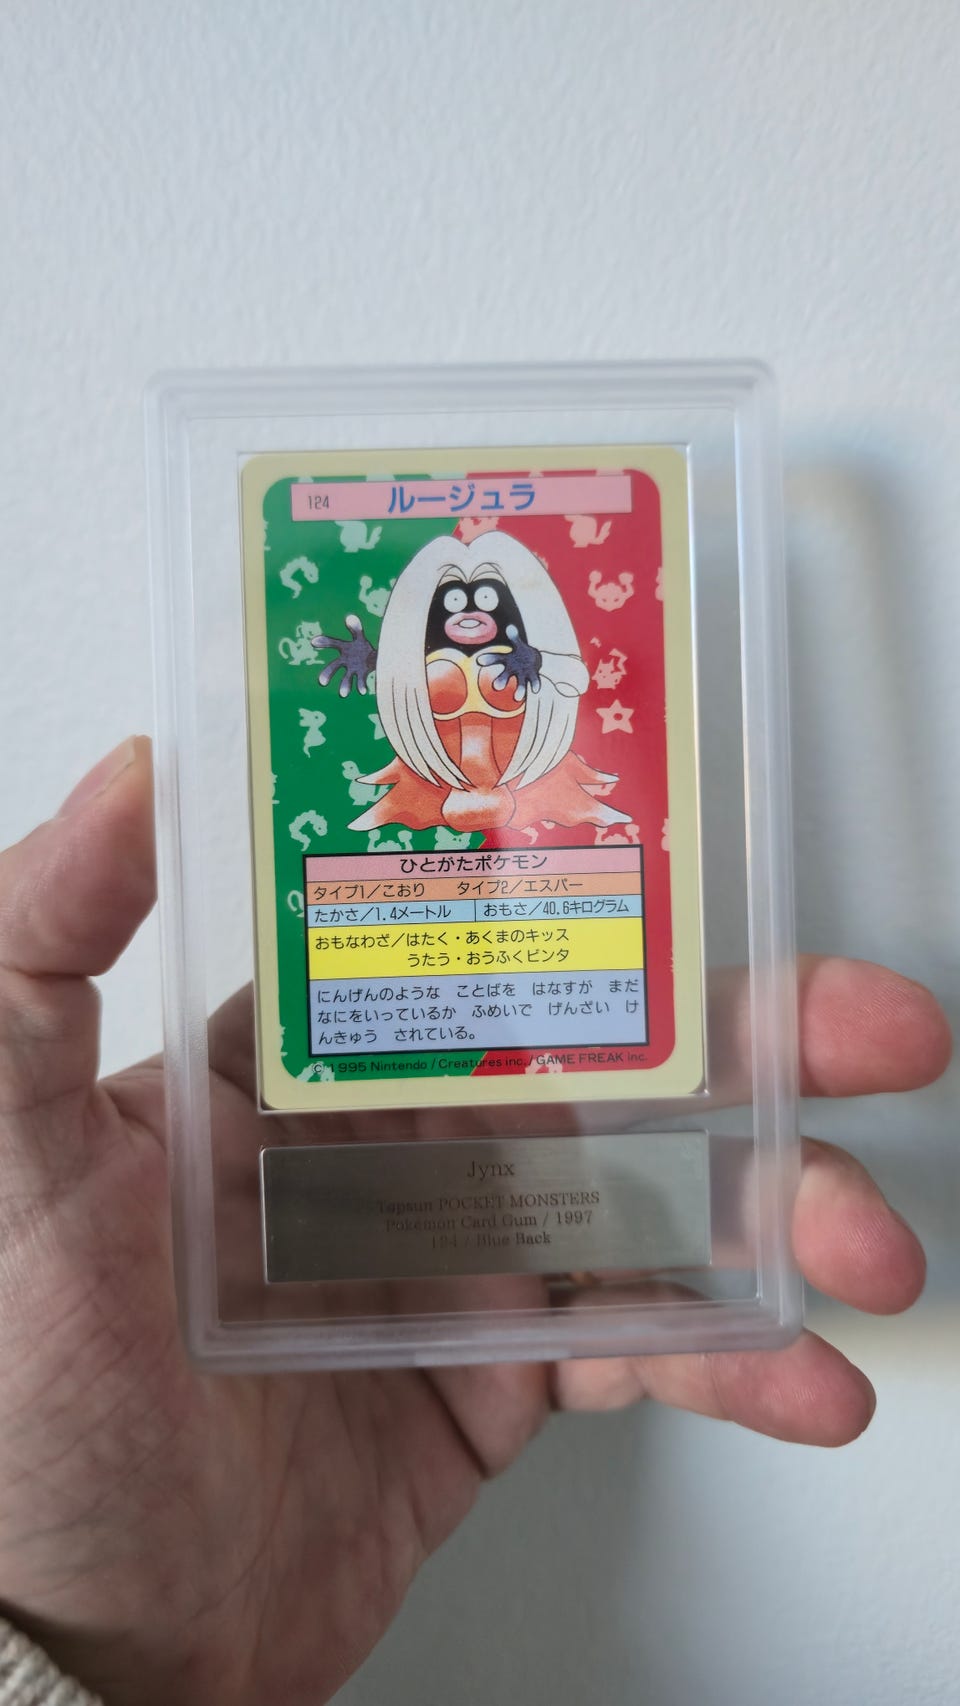 124 ルージュラ
ひとがたポケモン
タイプ1/こおり タイプ2/エスパー
たかさ/1.4メートル おもさ/40.6キログラム
おもなわざ/はたく・あくまのキッス
うたう・おうふくビンタ
にんげんのような ことばを はなすが まだ
なにをいっているか ふめいで げんざい け
んきゅう されている。
©1995 Nintendo/Creatures inc./GAME FREAK inc.
Jynx
Topsun POCKET MONSTERS
Pokémon Card Gum / 1997
124 / Blue Back